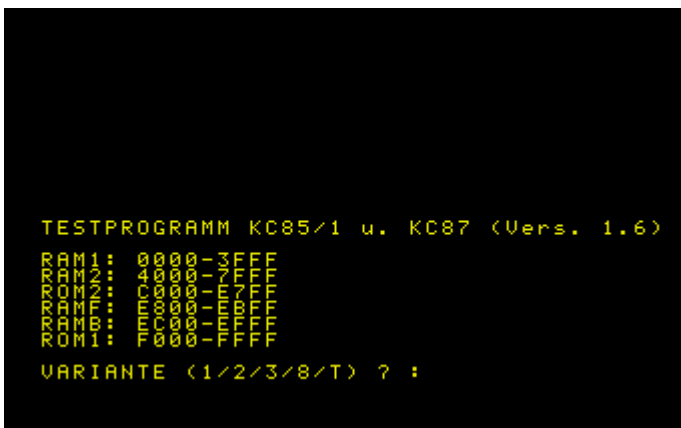 TESTPROGRAMM KC85/1 u. KC87 (Vers. 1.6)
RAM1: 0000-3FFF
RAM2: 4000-7FFF
ROM2: C000-E7FF
RAMF: E800-EBFF
RAMB: EC00-EFFF
ROM1: F000-FFFF
VARIANTE (1/2/3/8/T) ? :